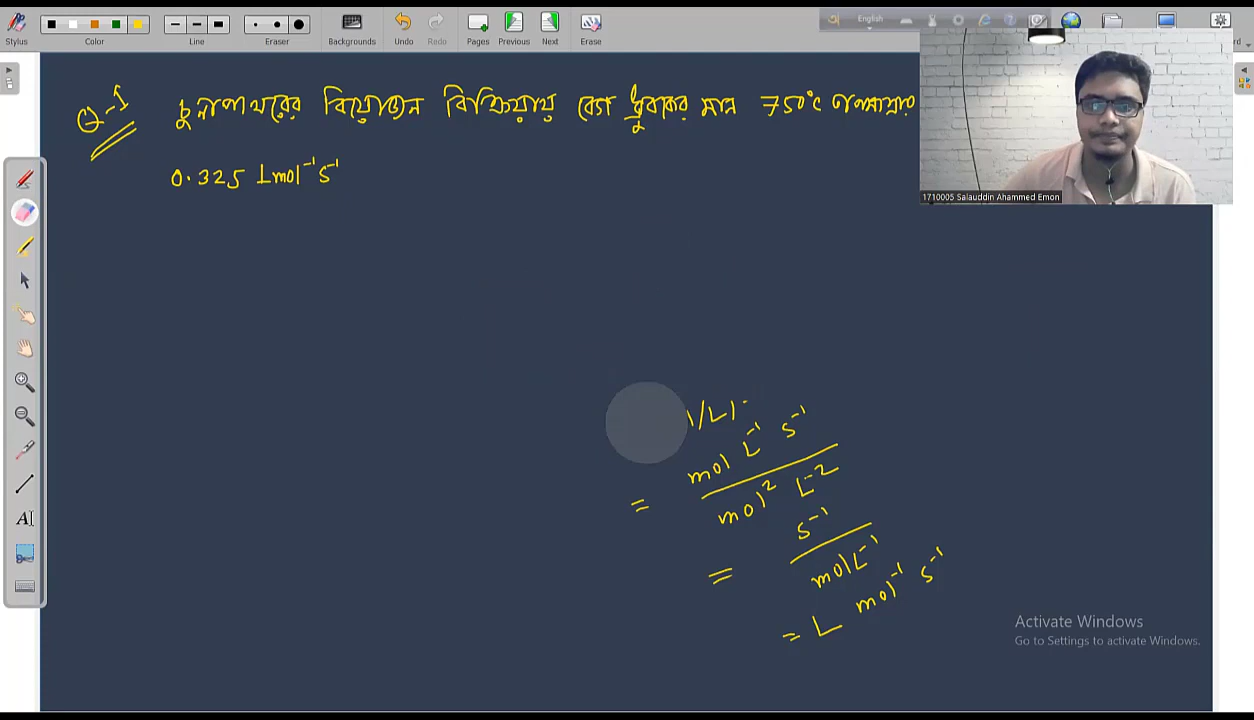 Stylus Color Line Eraser Backgrounds Undo Redo Pages Previous Next Erase
English
Q-1 চুনাপাথরের বিয়োজন বিক্রিয়ায় বেগ ধ্রুবকের মান 750°C তাপমাত্রায়
0.325 Lmol⁻¹ s⁻¹
1710005 Salauddin Ahammed Emon
mol L⁻¹ s⁻¹
= mol² L⁻²
s⁻¹
= mol L⁻¹
= L mol⁻¹ s⁻¹
Activate Windows
Go to Settings to activate Windows.